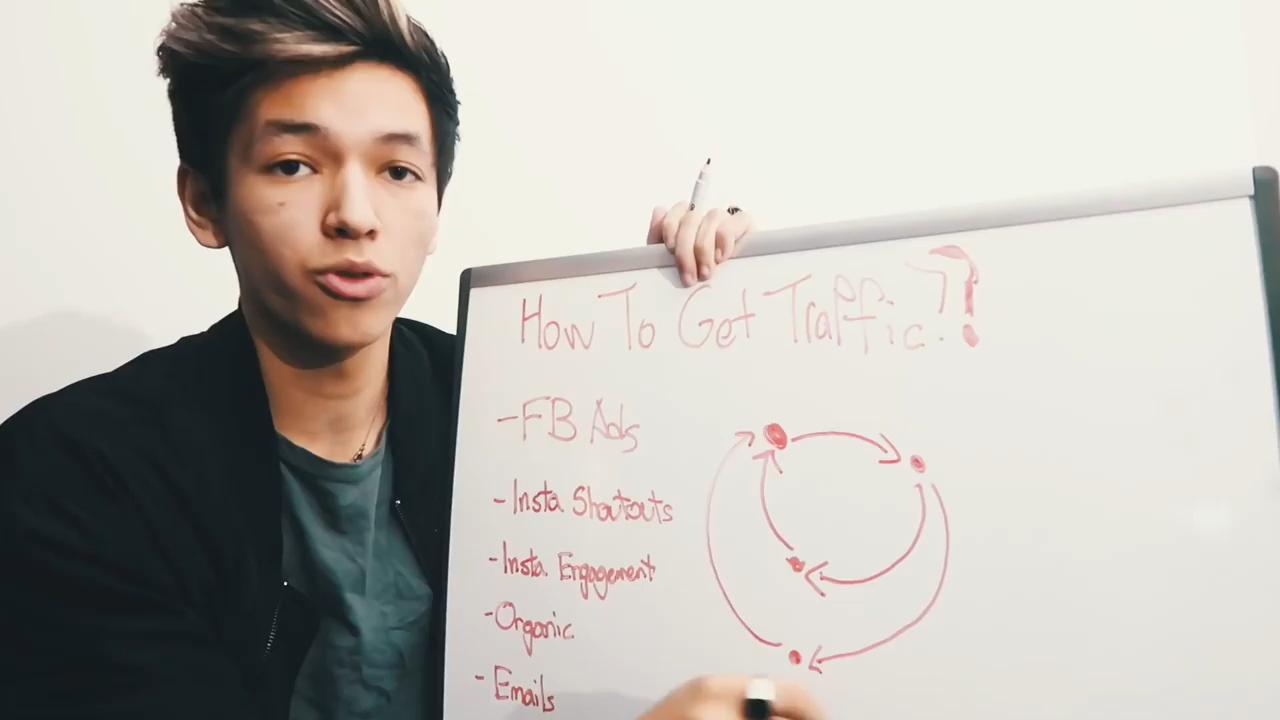 How To Get Traffic??
-FB Ads
-Insta Shoutouts
-Insta Engagement
-Organic
-Emails